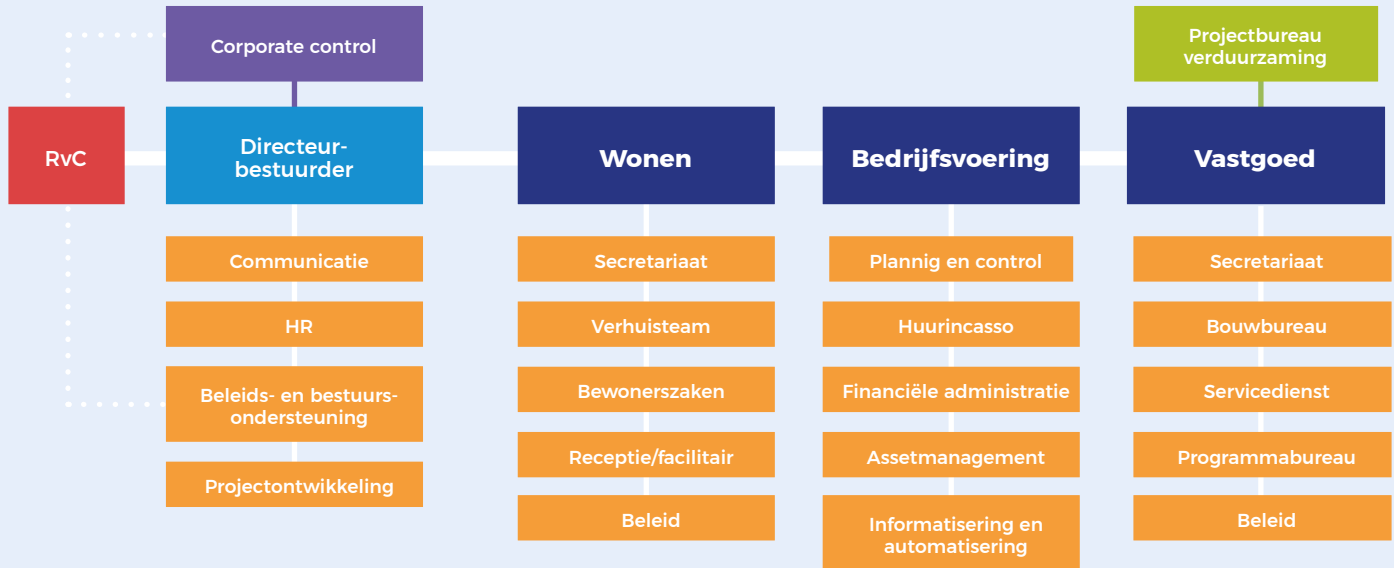 Corporate control
Projectbureau
verduurzaming
RvC
Directeur-
bestuurder
Wonen
Bedrijfsvoering
Vastgoed
Communicatie
HR
Beleids- en bestuurs-
ondersteuning
Projectontwikkeling
Secretariaat
Verhuisteam
Bewonerszaken
Receptie/facilitair
Beleid
Plannig en control
Huurincasso
Financiële administratie
Assetmanagement
Informatisering en
automatisering
Secretariaat
Bouwbureau
Servicedienst
Programmabureau
Beleid